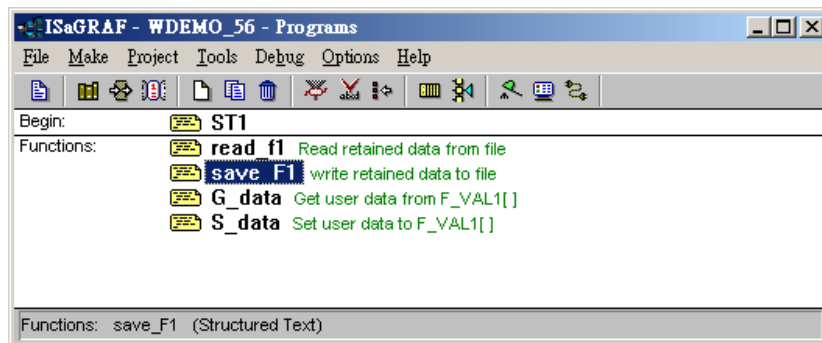 ISaGRAF - WDEMO_56 - Programs
File Make Project Tools Debug Options Help
Begin: ST1
Functions: read_f1 Read retained data from file
save_F1 write retained data to file
G_data Get user data from F_VAL1[ ]
S_data Set user data to F_VAL1[ ]
Functions: save_F1 (Structured Text)